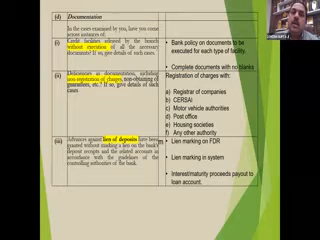 (d) Documentation
In the cases examined by you, have you come
across instances of:
(i) Credit facilities released by the branch
without execution of all the necessary
documents? If so, give details of such cases.
• Bank policy on documents to be
executed for each type of facility.
• Complete documents with no blanks
(ii) Deficiencies in documentation, including
non-registration of charges, non-obtaining of
guarantees, etc.? If so, give details of such
cases
Registration of charges with:
a) Registrar of companies
b) CERSAI
c) Motor vehicle authorities
d) Post office
e) Housing societies
f) Any other authority
(iii) Advances against lien of deposits have been
granted without marking a lien on the bank's
deposit receipts and the related accounts in
accordance with the guidelines of the
controlling authorities of the bank.
• Lien marking on FDR
• Lien marking in system
• Interest/maturity proceeds payout to
loan account.